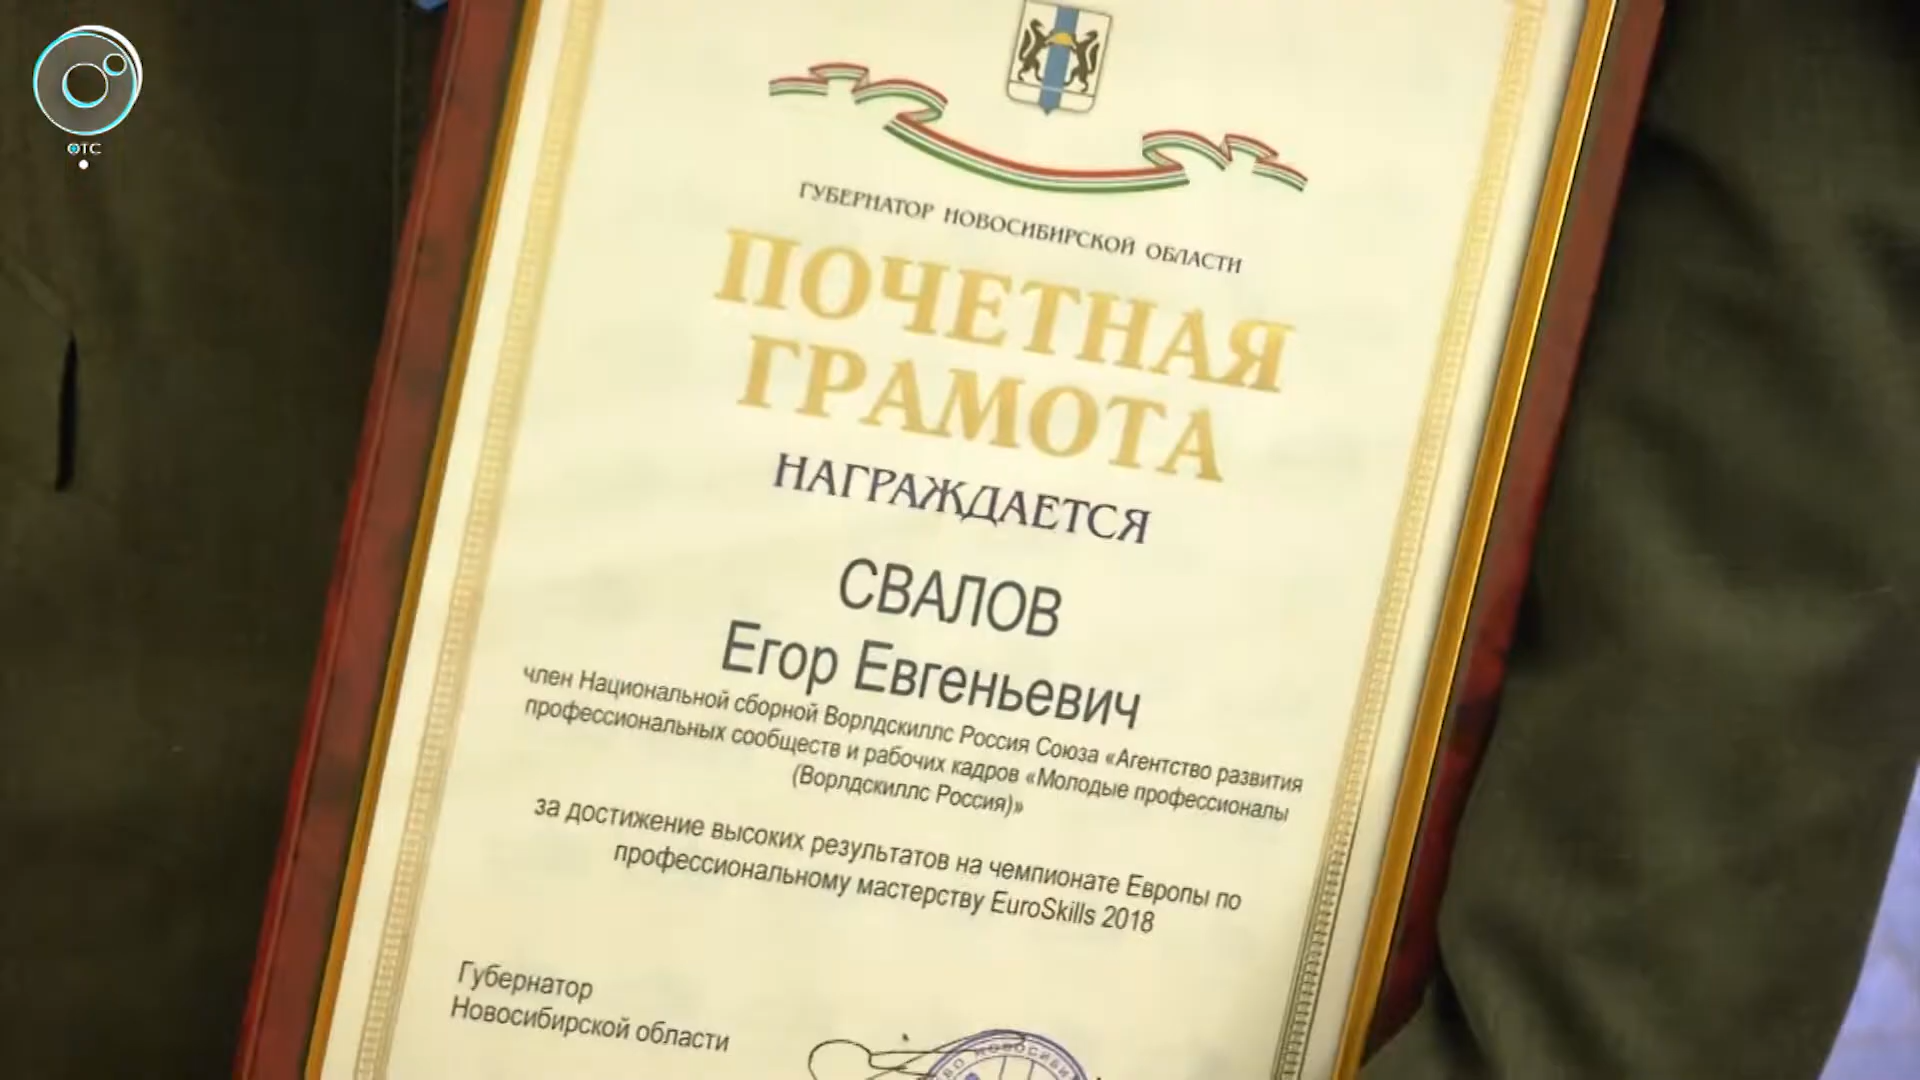 ОТС
ГУБЕРНАТОР НОВОСИБИРСКОЙ ОБЛАСТИ
ПОЧЕТНАЯ
ГРАМОТА
НАГРАЖДАЕТСЯ
СВАЛОВ
Егор Евгеньевич
член Национальной сборной Ворлдскиллс Россия Союза «Агентство развития
профессиональных сообществ и рабочих кадров «Молодые профессионалы
(Ворлдскиллс Россия)»
за достижение высоких результатов на чемпионате Европы по
профессиональному мастерству EuroSkills 2018
Губернатор
Новосибирской области